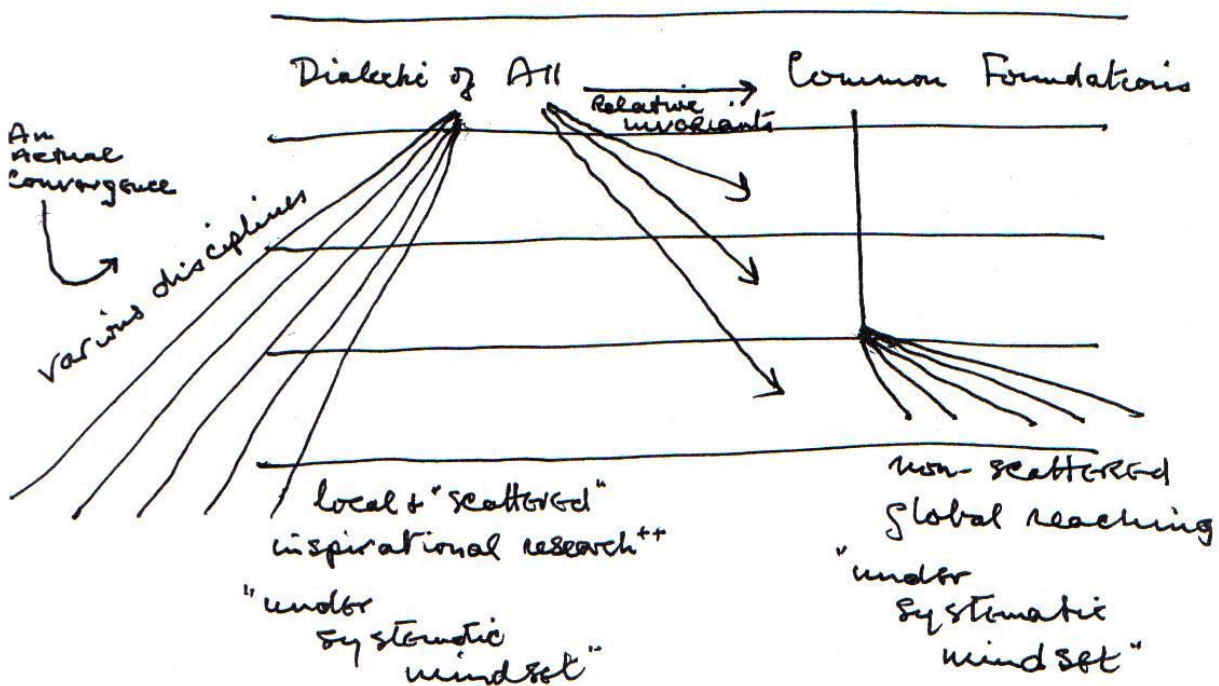 Dialectic of All
Common Foundations
Relative
invariants
An
Actual
Convergence
various disciplines
local & "scattered"
inspirational research++
"under
systematic
mindset"
non-scattered
global reaching
"under
systematic
mindset"